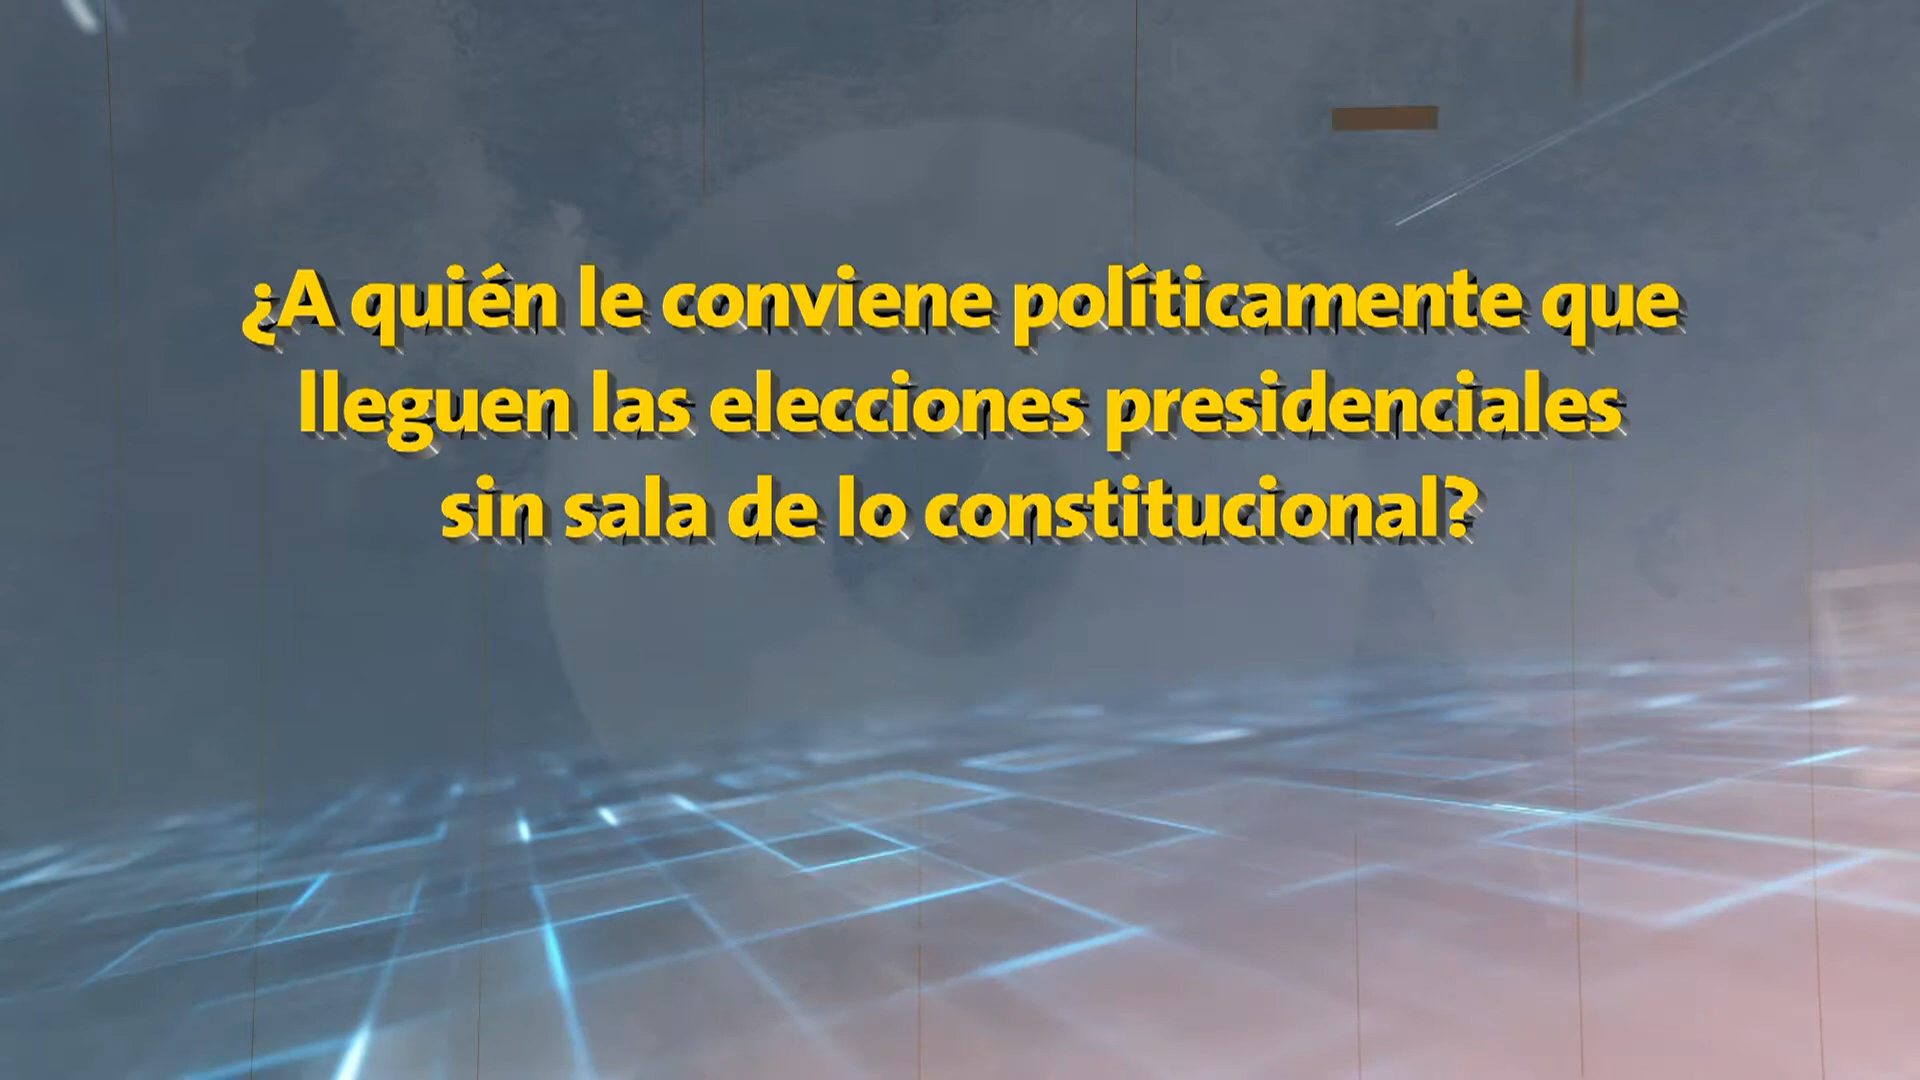 ¿A quién le conviene políticamente que
lleguen las elecciones presidenciales
sin sala de lo constitucional?